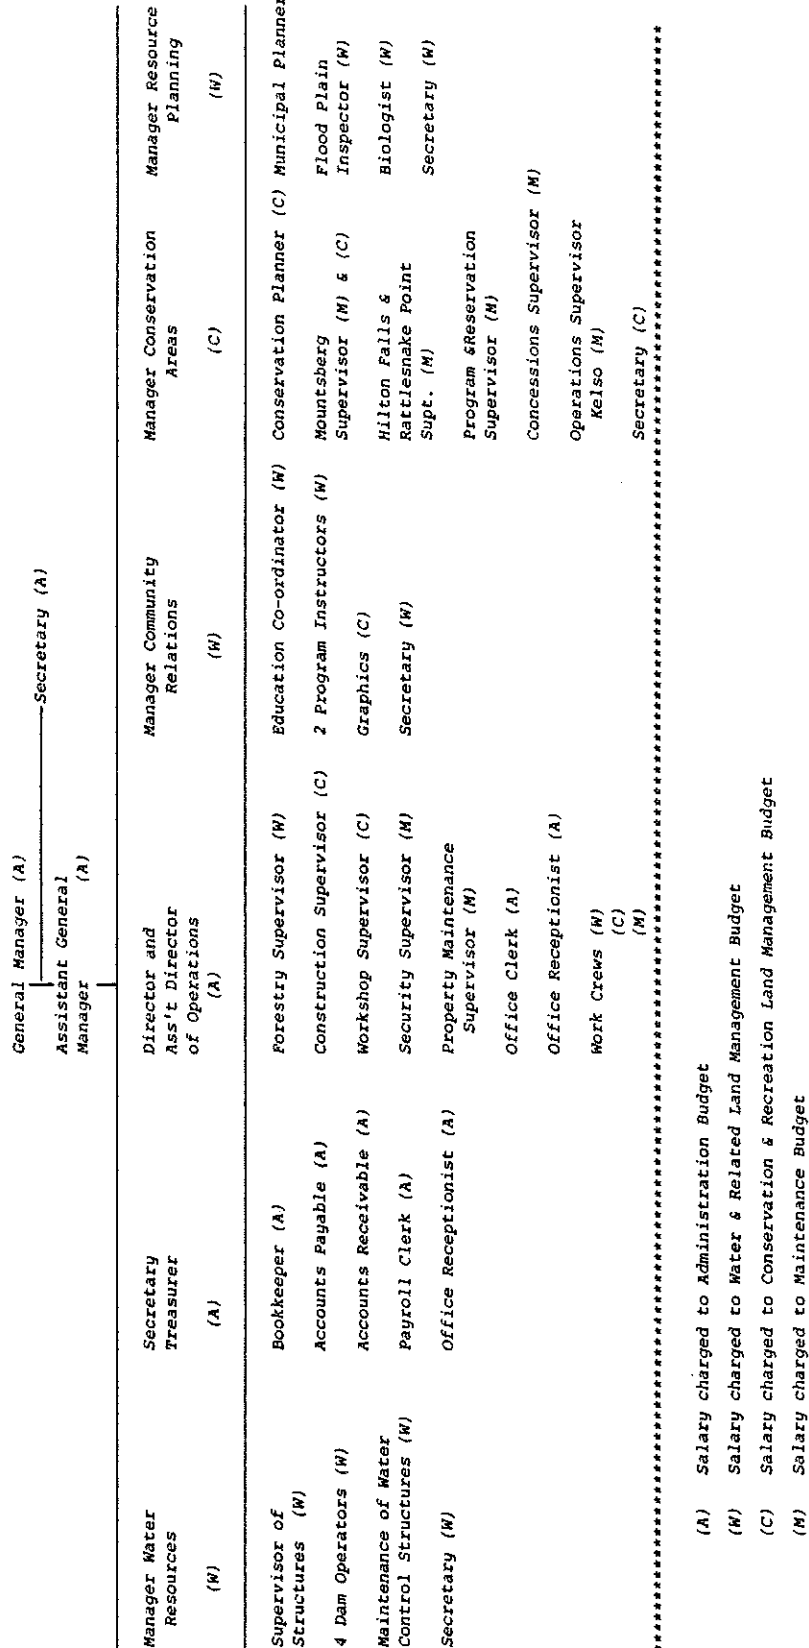 General Manager (A)
Secretary (A)
Assistant General
Manager (A)
Manager Water
Resources
(W)
Supervisor of
Structures (W)
4 Dam Operators (W)
Maintenance of Water
Control Structures (W)
Secretary (W)
Secretary
Treasurer
(A)
Bookkeeper (A)
Accounts Payable (A)
Accounts Receivable (A)
Payroll Clerk (A)
Office Receptionist (A)
Director and
Ass't Director
of Operations
(A)
Forestry Supervisor (W)
Construction Supervisor (C)
Workshop Supervisor (C)
Security Supervisor (M)
Property Maintenance
Supervisor (M)
Office Clerk (A)
Office Receptionist (A)
Work Crews (W)
(C)
(M)
Manager Community
Relations
(W)
Education Co-ordinator (W)
2 Program Instructors (W)
Graphics (C)
Secretary (W)
Manager Conservation
Areas
(C)
Conservation Planner (C)
Mountsberg
Supervisor (M) & (C)
Hilton Falls &
Rattlesnake Point
Supt. (M)
Program &Reservation
Supervisor (M)
Concessions Supervisor (M)
Operations Supervisor
Kelso (M)
Secretary (C)
Manager Resource
Planning
(W)
Municipal Planner
Flood Plain
Inspector (W)
Biologist (W)
Secretary (W)
(A) Salary charged to Administration Budget
(W) Salary charged to Water & Related Land Management Budget
(C) Salary charged to Conservation & Recreation Land Management Budget
(M) Salary charged to Maintenance Budget